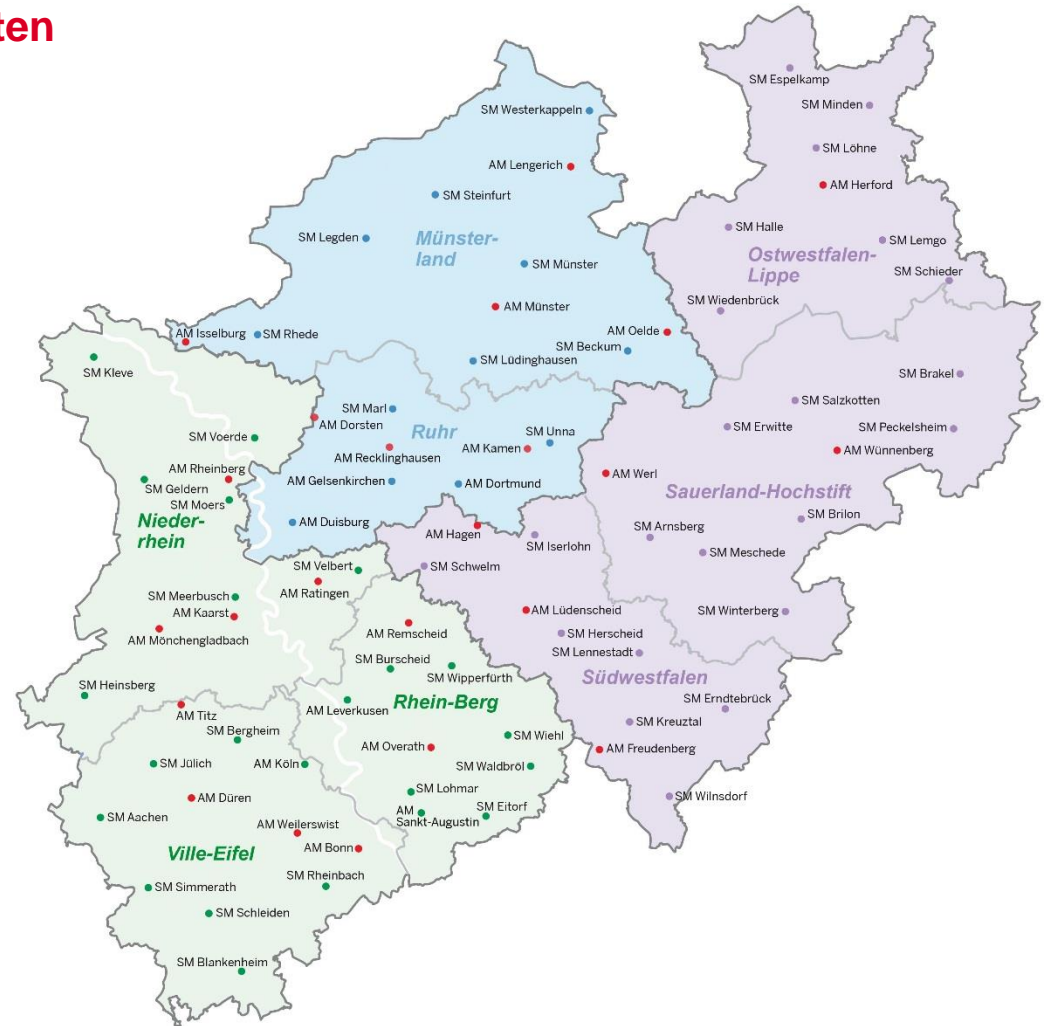 ten
SM Espelkamp
SM Minden
SM Westerkappeln
SM Löhne
AM Lengerich
AM Herford
SM Steinfurt
SM Halle
SM Legden
Münster-
land
SM Lemgo
Ostwestfalen-
Lippe
SM Münster
SM Schieder
AM Münster
SM Wiedenbrück
AM Isselburg
SM Rhede
AM Oelde
SM Beckum
SM Lüdinghausen
SM Kleve
SM Brakel
SM Salzkotten
SM Marl
AM Dorsten
Ruhr
SM Erwitte
SM Peckelsheim
SM Voerde
SM Unna
AM Kamen
AM Recklinghausen
AM Wünnenberg
AM Rheinberg
AM Werl
SM Geldern
AM Gelsenkirchen
AM Dortmund
Sauerland-Hochstift
SM Moers
Nieder-
rhein
AM Duisburg
SM Brilon
SM Arnsberg
AM Hagen
SM Iserlohn
SM Meschede
SM Velbert
SM Schwelm
AM Ratingen
SM Meerbusch
AM Kaarst
AM Mönchengladbach
AM Lüdenscheid
SM Winterberg
AM Remscheid
SM Herscheid
SM Lennestadt
SM Burscheid
SM Wipperfürth
Südwestfalen
SM Heinsberg
Rhein-Berg
SM Erndtebrück
AM Leverkusen
AM Titz
SM Kreuztal
SM Bergheim
SM Wiehl
AM Overath
AM Freudenberg
SM Jülich
AM Köln
SM Waldbröl
SM Lohmar
SM Wilnsdorf
AM Düren
SM Aachen
AM
Sankt-Augustin
SM Eitorf
AM Weilerswist
AM Bonn
Ville-Eifel
SM Rheinbach
SM Simmerath
SM Schleiden
SM Blankenheim